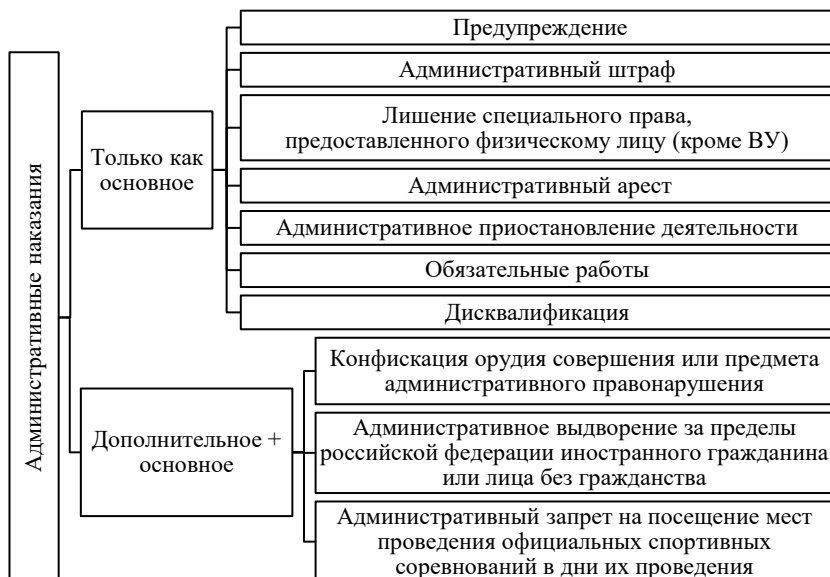 Административные наказания
Только как
основное
Предупреждение
Административный штраф
Лишение специального права,
предоставленного физическому лицу (кроме ВУ)
Административный арест
Административное приостановление деятельности
Обязательные работы
Дисквалификация
Дополнительное +
основное
Конфискация орудия совершения или предмета
административного правонарушения
Административное выдворение за пределы
российской федерации иностранного гражданина
или лица без гражданства
Административный запрет на посещение мест
проведения официальных спортивных
соревнований в дни их проведения